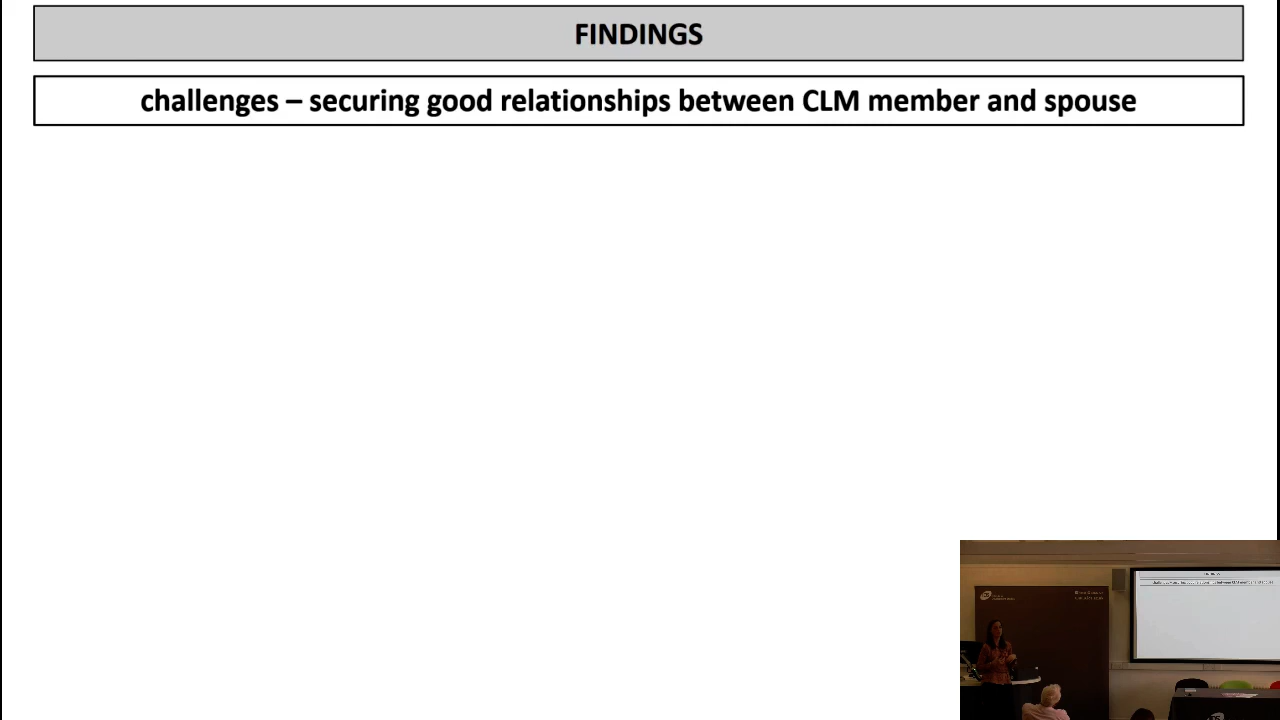 FINDINGS
challenges – securing good relationships between CLM member and spouse